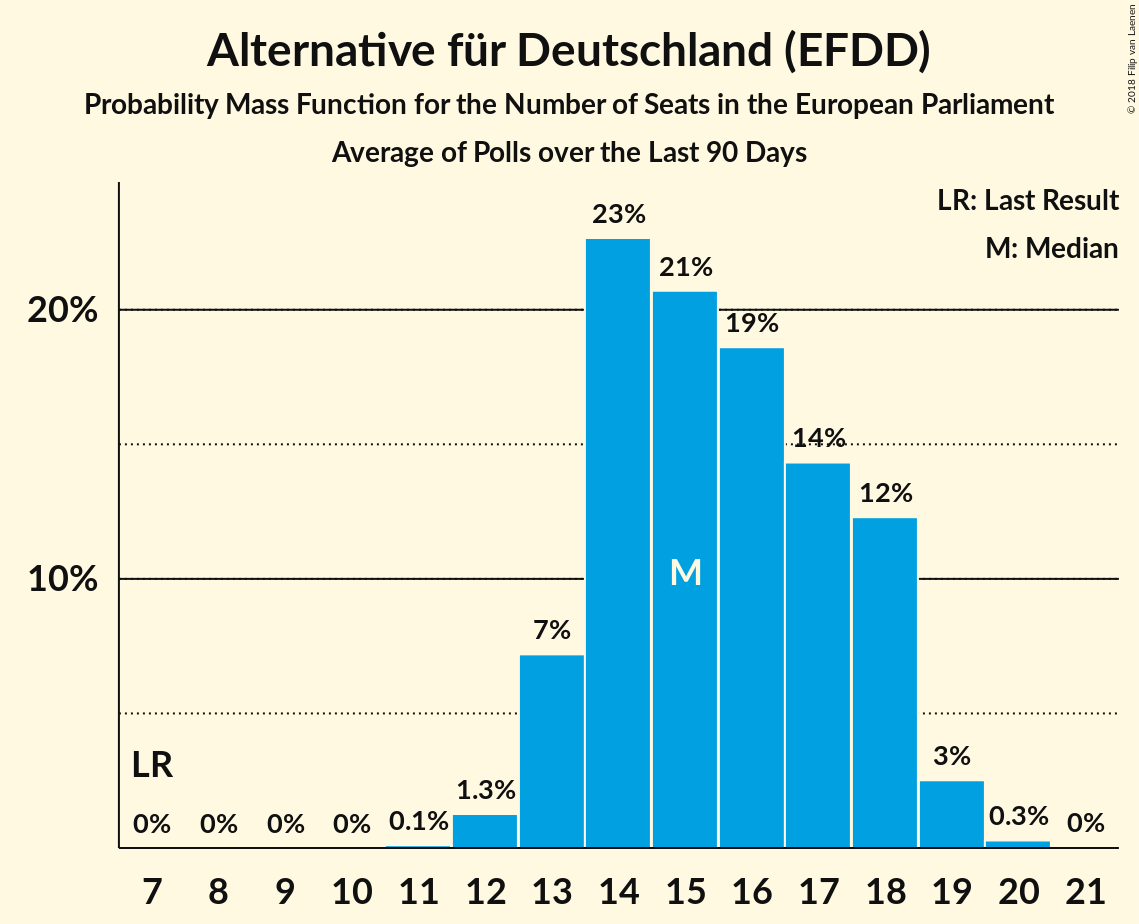 Alternative für Deutschland (EFDD)
Probability Mass Function for the Number of Seats in the European Parliament
Average of Polls over the Last 90 Days
© 2018 Filip van Laenen
LR: Last Result
M: Median
20%
10%
LR
M
0%
0%
0%
0%
0.1%
1.3%
7%
23%
21%
19%
14%
12%
3%
0.3%
0%
7 8 9 10 11 12 13 14 15 16 17 18 19 20 21